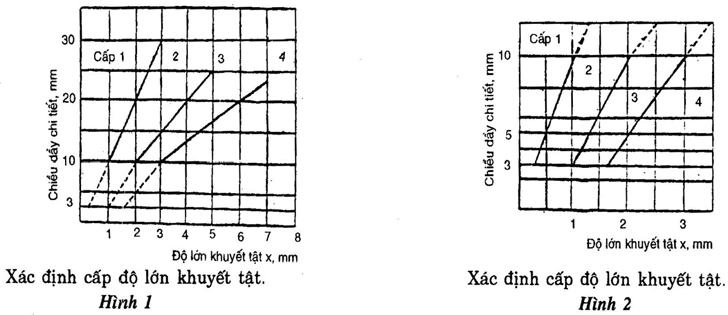 Chiều dầy chi tiết, mm
30
20
10
3
Cấp 1
2
3
4
1
2
3
4
5
6
7
8
Độ lớn khuyết tật x, mm
Xác định cấp độ lớn khuyết tật.
Hình 1
Chiều dầy chi tiết, mm
10
5
3
Cấp 1
2
3
4
1
2
3
Độ lớn khuyết tật x, mm
Xác định cấp độ lớn khuyết tật.
Hình 2